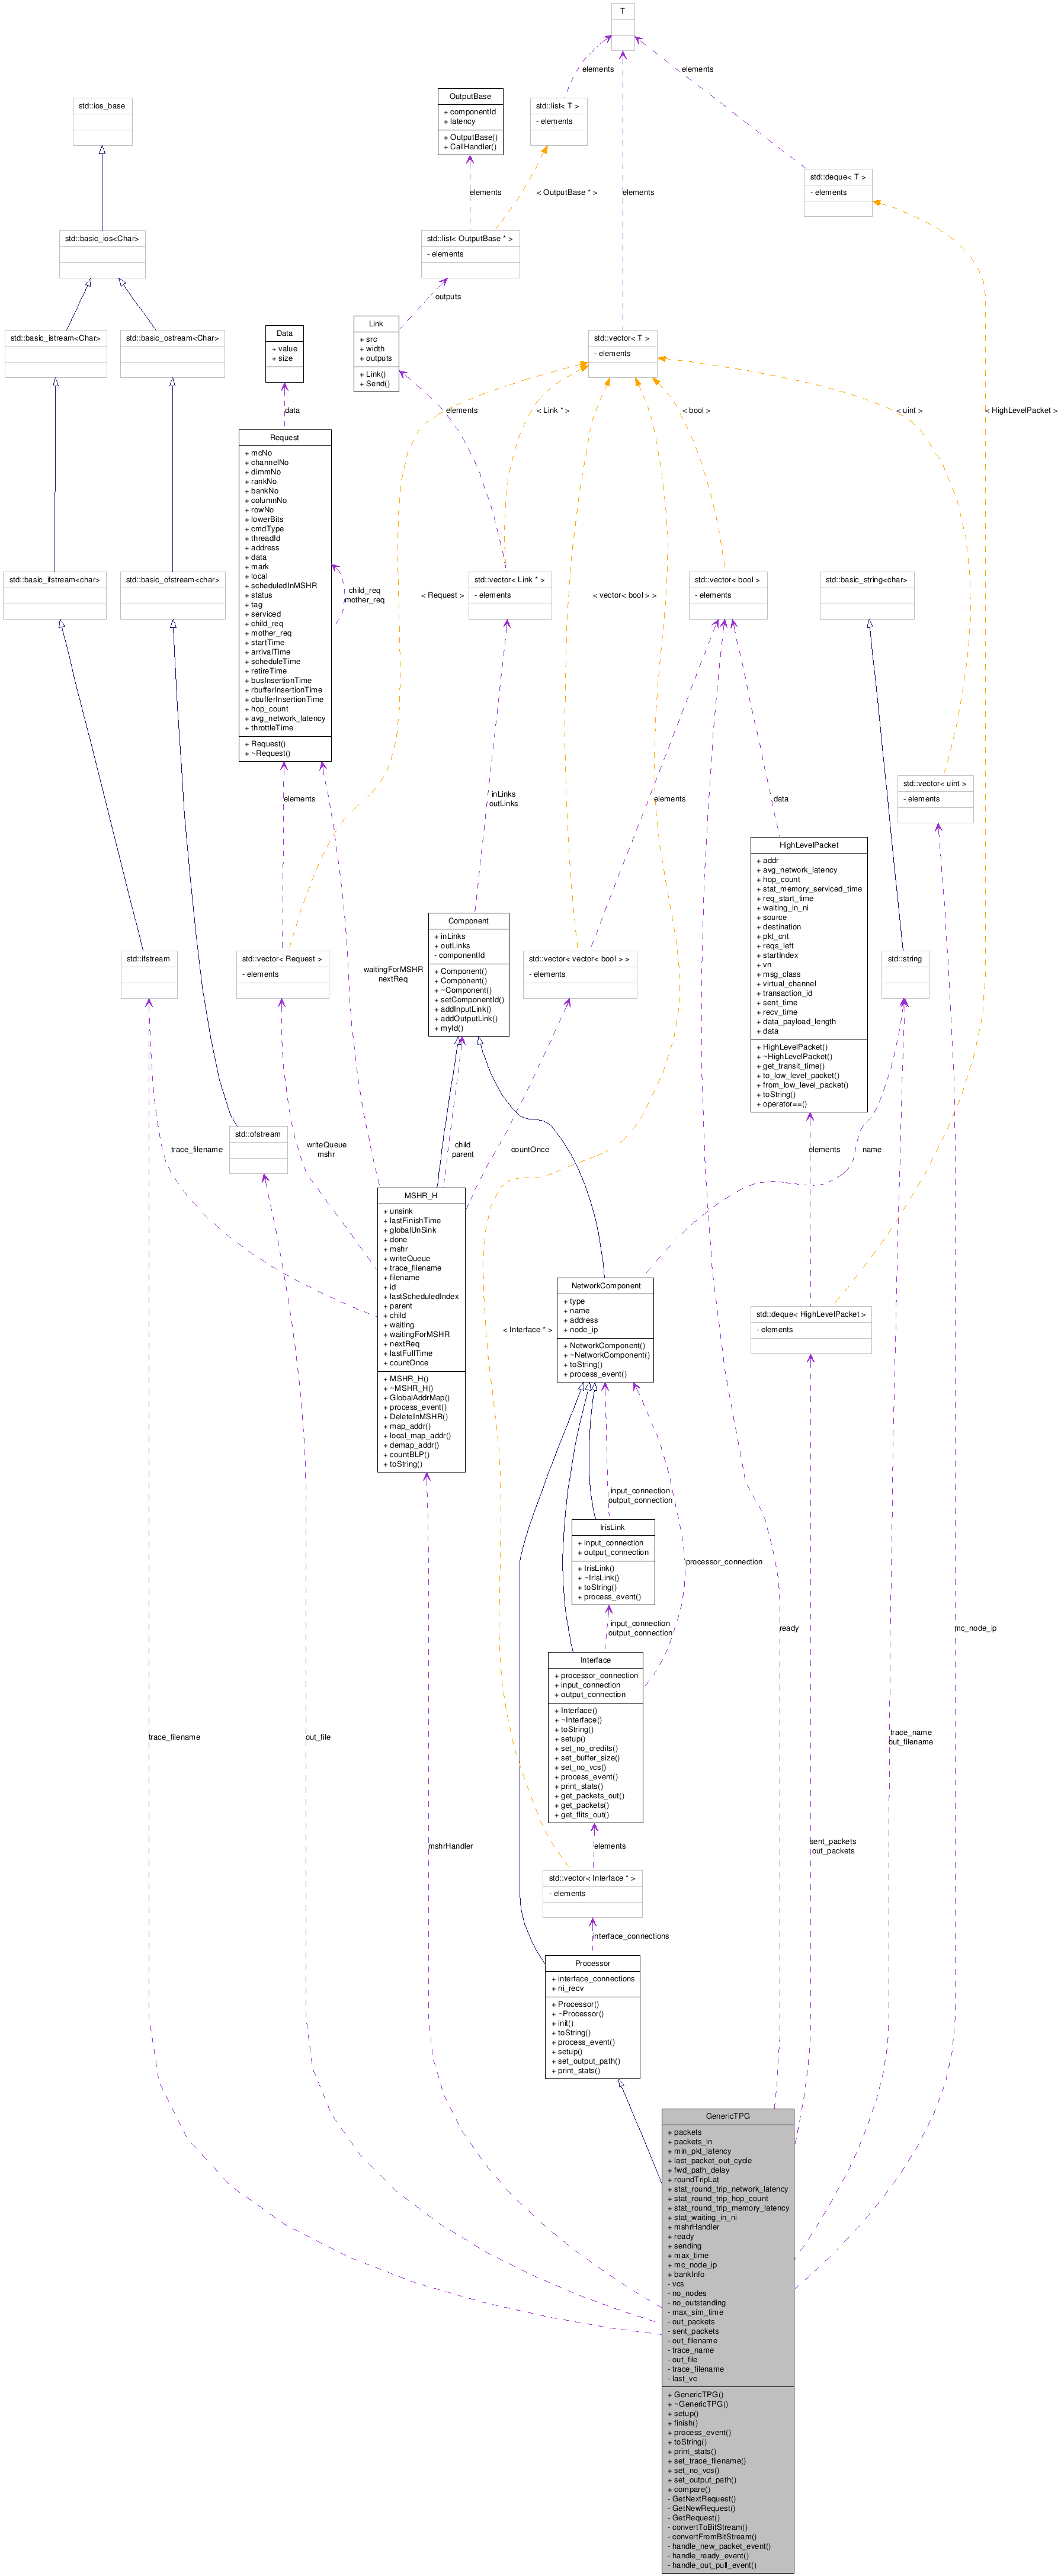 T
elements
elements
OutputBase
+ componentId
+ latency
+ OutputBase()
+ CallHandler()
std::list< T >
- elements
std::ios_base
elements
std::deque< T >
- elements
elements
< OutputBase * >
std::basic_ios<Char>
std::list< OutputBase * >
- elements
outputs
std::basic_istream<Char>
std::basic_ostream<Char>
Data
+ value
+ size
Link
+ src
+ width
+ outputs
+ Link()
+ Send()
std::vector< T >
- elements
data
elements
< Link * >
< bool >
< uint >
< HighLevelPacket >
Request
+ mcNo
+ channelNo
+ dimmNo
+ rankNo
+ bankNo
+ columnNo
+ rowNo
+ lowerBits
+ cmdType
+ threadId
+ address
+ data
+ mark
+ local
+ scheduledInMSHR
+ status
+ tag
+ serviced
+ child_req
+ mother_req
+ startTime
+ arrivalTime
+ scheduleTime
+ retireTime
+ busInsertionTime
+ rbufferInsertionTime
+ cbufferInsertionTime
+ hop_count
+ avg_network_latency
+ throttleTime
+ Request()
+ ~Request()
std::basic_ifstream<char>
std::basic_ofstream<char>
child_req
mother_req
< Request >
std::vector< Link * >
- elements
< vector< bool > >
std::vector< bool >
- elements
std::basic_string<char>
std::vector< uint >
- elements
elements
inLinks
outLinks
elements
data
HighLevelPacket
+ addr
+ avg_network_latency
+ hop_count
+ stat_memory_serviced_time
+ req_start_time
+ waiting_in_ni
+ source
+ destination
+ pkt_cnt
+ reqs_left
+ startIndex
+ vn
+ msg_class
+ virtual_channel
+ transaction_id
+ sent_time
+ recv_time
+ data_payload_length
+ data
+ HighLevelPacket()
+ ~HighLevelPacket()
+ get_transit_time()
+ to_low_level_packet()
+ from_low_level_packet()
+ toString()
+ operator==()
Component
+ inLinks
+ outLinks
- componentId
+ Component()
+ Component()
+ ~Component()
+ setComponentId()
+ addInputLink()
+ addOutputLink()
+ myId()
std::ifstream
std::vector< Request >
- elements
waitingForMSHR
nextReq
std::vector< vector< bool > >
- elements
std::string
std::ofstream
trace_filename
writeQueue
mshr
child
parent
countOnce
elements
name
MSHR_H
+ unsink
+ lastFinishTime
+ globalUnSink
+ done
+ mshr
+ writeQueue
+ trace_filename
+ filename
+ id
+ lastScheduledIndex
+ parent
+ child
+ waiting
+ waitingForMSHR
+ nextReq
+ lastFullTime
+ countOnce
+ MSHR_H()
+ ~MSHR_H()
+ GlobalAddrMap()
+ process_event()
+ DeleteInMSHR()
+ map_addr()
+ local_map_addr()
+ demap_addr()
+ countBLP()
+ toString()
< Interface * >
NetworkComponent
+ type
+ name
+ address
+ node_ip
+ NetworkComponent()
+ ~NetworkComponent()
+ toString()
+ process_event()
std::deque< HighLevelPacket >
- elements
input_connection
output_connection
IrisLink
+ input_connection
+ output_connection
+ IrisLink()
+ ~IrisLink()
+ toString()
+ process_event()
processor_connection
input_connection
output_connection
ready
mc_node_ip
Interface
+ processor_connection
+ input_connection
+ output_connection
+ Interface()
+ ~Interface()
+ toString()
+ setup()
+ set_no_credits()
+ set_buffer_size()
+ set_no_vcs()
+ process_event()
+ print_stats()
+ get_packets_out()
+ get_packets()
+ get_flits_out()
trace_filename
out_file
trace_name
out_filename
mshrHandler
elements
sent_packets
out_packets
std::vector< Interface * >
- elements
interface_connections
Processor
+ interface_connections
+ ni_recv
+ Processor()
+ ~Processor()
+ init()
+ toString()
+ process_event()
+ setup()
+ set_output_path()
+ print_stats()
GenericTPG
+ packets
+ packets_in
+ min_pkt_latency
+ last_packet_out_cycle
+ fwd_path_delay
+ roundTripLat
+ stat_round_trip_network_latency
+ stat_round_trip_hop_count
+ stat_round_trip_memory_latency
+ stat_waiting_in_ni
+ mshrHandler
+ ready
+ sending
+ max_time
+ mc_node_ip
+ bankInfo
- vcs
- no_nodes
- no_outstanding
- max_sim_time
- out_packets
- sent_packets
- out_filename
- trace_name
- out_file
- trace_filename
- last_vc
+ GenericTPG()
+ ~GenericTPG()
+ setup()
+ finish()
+ process_event()
+ toString()
+ print_stats()
+ set_trace_filename()
+ set_no_vcs()
+ set_output_path()
+ compare()
- GetNextRequest()
- GetNewRequest()
- GetRequest()
- convertToBitStream()
- convertFromBitStream()
- handle_new_packet_event()
- handle_ready_event()
- handle_out_pull_event()